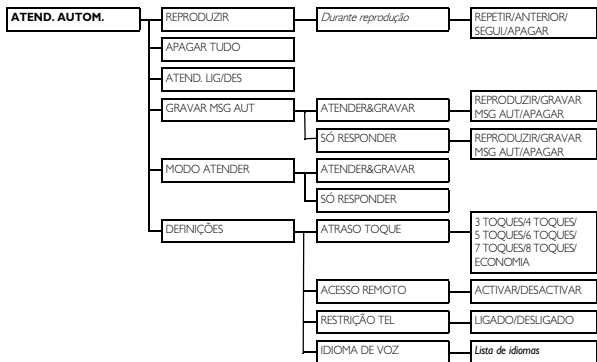 ATEND. AUTOM.
REPRODUZIR
Durante reprodução
REPETIR/ANTERIOR/
SEGUI./APAGAR
APAGAR TUDO
ATEND. LIG/DES
GRAVAR MSG AUT
ATENDER&GRAVAR
REPRODUZIR/GRAVAR
MSG AUT/APAGAR
SÓ RESPONDER
REPRODUZIR/GRAVAR
MSG AUT/APAGAR
MODO ATENDER
ATENDER&GRAVAR
SÓ RESPONDER
DEFINIÇÕES
ATRASO TOQUE
3 TOQUES/4 TOQUES/
5 TOQUES/6 TOQUES/
7 TOQUES/8 TOQUES/
ECONOMIA
ACESSO REMOTO
ACTIVAR/DESACTIVAR
RESTRIÇÃO TEL
LIGADO/DESLIGADO
IDIOMA DE VOZ
Lista de idiomas